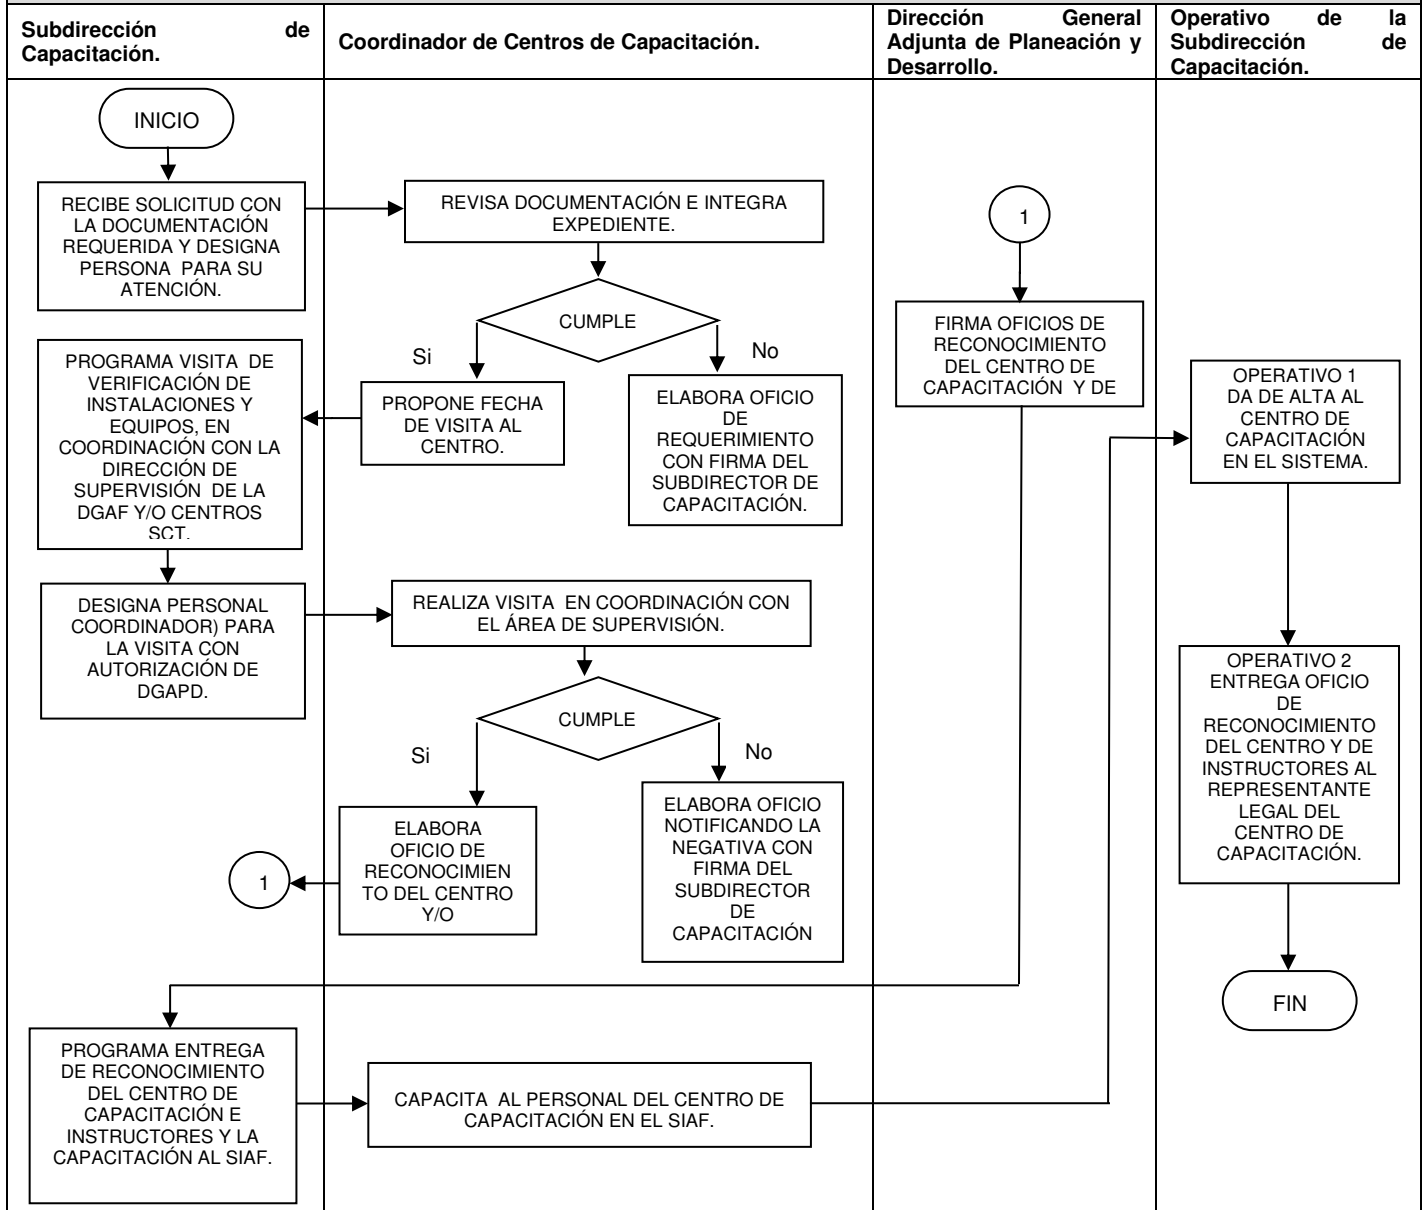 Subdirección de
Capacitación.
Coordinador de Centros de Capacitación.
Dirección General
Adjunta de Planeación y
Desarrollo.
Operativo de la
Subdirección de
Capacitación.
INICIO
RECIBE SOLICITUD CON
LA DOCUMENTACIÓN
REQUERIDA Y DESIGNA
PERSONA PARA SU
ATENCIÓN.
REVISA DOCUMENTACIÓN E INTEGRA
EXPEDIENTE.
CUMPLE
Si
No
PROPONE FECHA
DE VISITA AL
CENTRO.
ELABORA OFICIO
DE
REQUERIMIENTO
CON FIRMA DEL
SUBDIRECTOR DE
CAPACITACIÓN.
PROGRAMA VISITA DE
VERIFICACIÓN DE
INSTALACIONES Y
EQUIPOS, EN
COORDINACIÓN CON LA
DIRECCIÓN DE
SUPERVISIÓN DE LA
DGAF Y/O CENTROS
SCT.
DESIGNA PERSONAL
COORDINADOR) PARA
LA VISITA CON
AUTORIZACIÓN DE
DGAPD.
REALIZA VISITA EN COORDINACIÓN CON
EL ÁREA DE SUPERVISIÓN.
CUMPLE
Si
No
ELABORA
OFICIO DE
RECONOCIMIEN
TO DEL CENTRO
Y/O
1
ELABORA OFICIO
NOTIFICANDO LA
NEGATIVA CON
FIRMA DEL
SUBDIRECTOR
DE
CAPACITACIÓN
1
FIRMA OFICIOS DE
RECONOCIMIENTO
DEL CENTRO DE
CAPACITACIÓN Y DE
PROGRAMA ENTREGA
DE RECONOCIMIENTO
DEL CENTRO DE
CAPACITACIÓN E
INSTRUCTORES Y LA
CAPACITACIÓN AL SIAF.
CAPACITA AL PERSONAL DEL CENTRO DE
CAPACITACIÓN EN EL SIAF.
OPERATIVO 1
DA DE ALTA AL
CENTRO DE
CAPACITACIÓN
EN EL SISTEMA.
OPERATIVO 2
ENTREGA OFICIO
DE
RECONOCIMIENTO
DEL CENTRO Y DE
INSTRUCTORES AL
REPRESENTANTE
LEGAL DEL
CENTRO DE
CAPACITACIÓN.
FIN